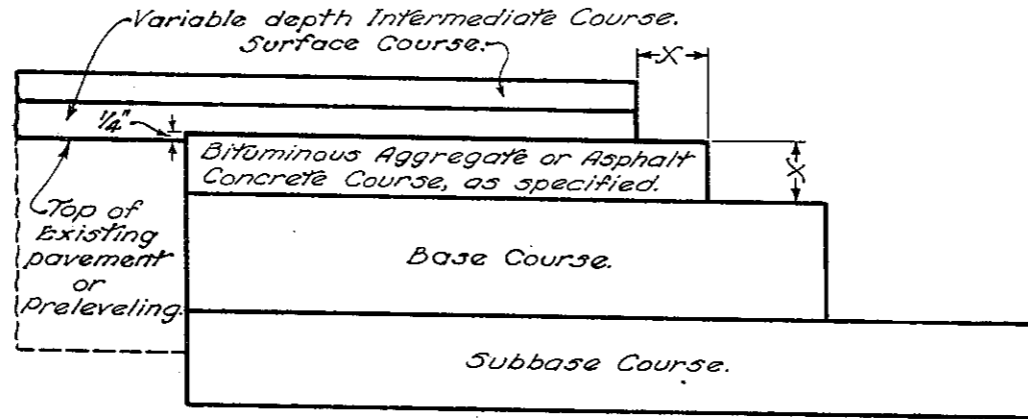 Variable depth Intermediate Course.
Surface Course.
X
1/4"
Bituminous Aggregate or Asphalt
Concrete Course, as specified.
X
Top of
Existing
pavement
or
Preleveling.
Base Course.
Subbase Course.